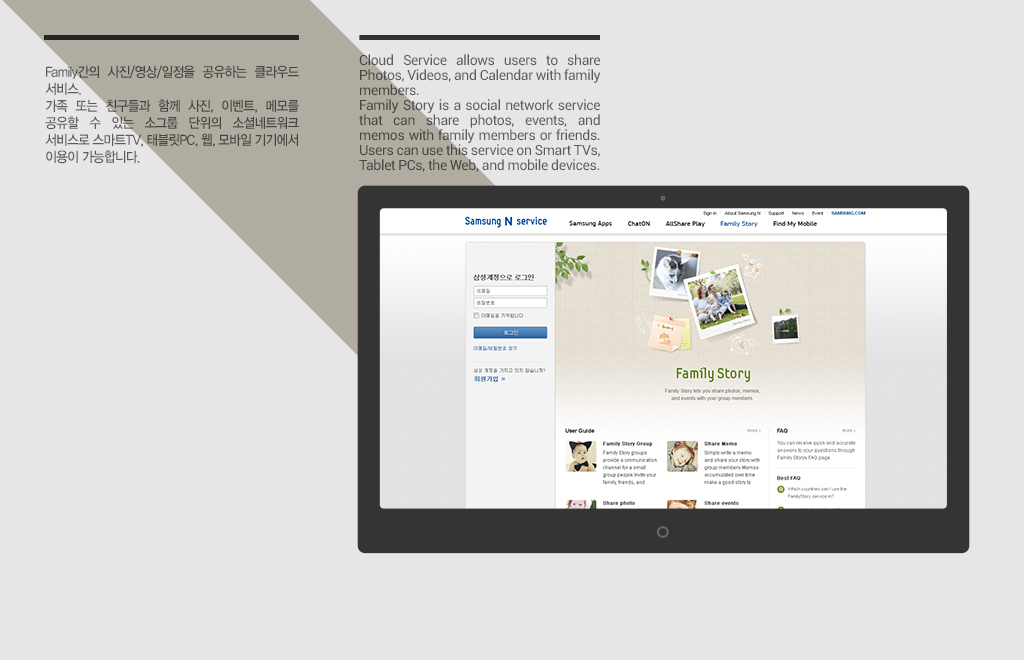 Family간의 사진/영상/일정을 공유하는 클라우드
서비스.
가족 또는 친구들과 함께 사진, 이벤트, 메모를
공유할 수 있는 소그룹 단위의 소셜네트워크
서비스로 스마트TV, 태블릿PC, 웹, 모바일 기기에서
이용이 가능합니다.
Cloud Service allows users to share
Photos, Videos, and Calendar with family
members.
Family Story is a social network service
that can share photos, events, and
memos with family members or friends.
Users can use this service on Smart TVs,
Tablet PCs, the Web, and mobile devices.
Sign in About Samsung N Support News Event SAMSUNG.COM
Samsung N service
Samsung Apps ChatON AllShare Play Family Story Find My Mobile
삼성계정으로 로그인
이메일
비밀번호
이메일을 기억합니다
로그인
이메일/비밀번호 찾기
삼성 계정을 가지고 있지 않습니까?
회원가입 »
Family Story
Family Story lets you share photos, memos,
and events with your group members.
User Guide
more »
Family Story Group
Family Story groups
provide a ommunication
channel for a small
group people invite your
family, friends, and
Share Memo
Simply write a memo
and share your story with
group members Memos
accumulated over time
make a good story to
Share photo
Share events
FAQ
more »
You can receive quick and accurate
answers to your questions through
Family Storys FAQ page.
Best FAQ
Which countries can I use the
FamilyStory service in?